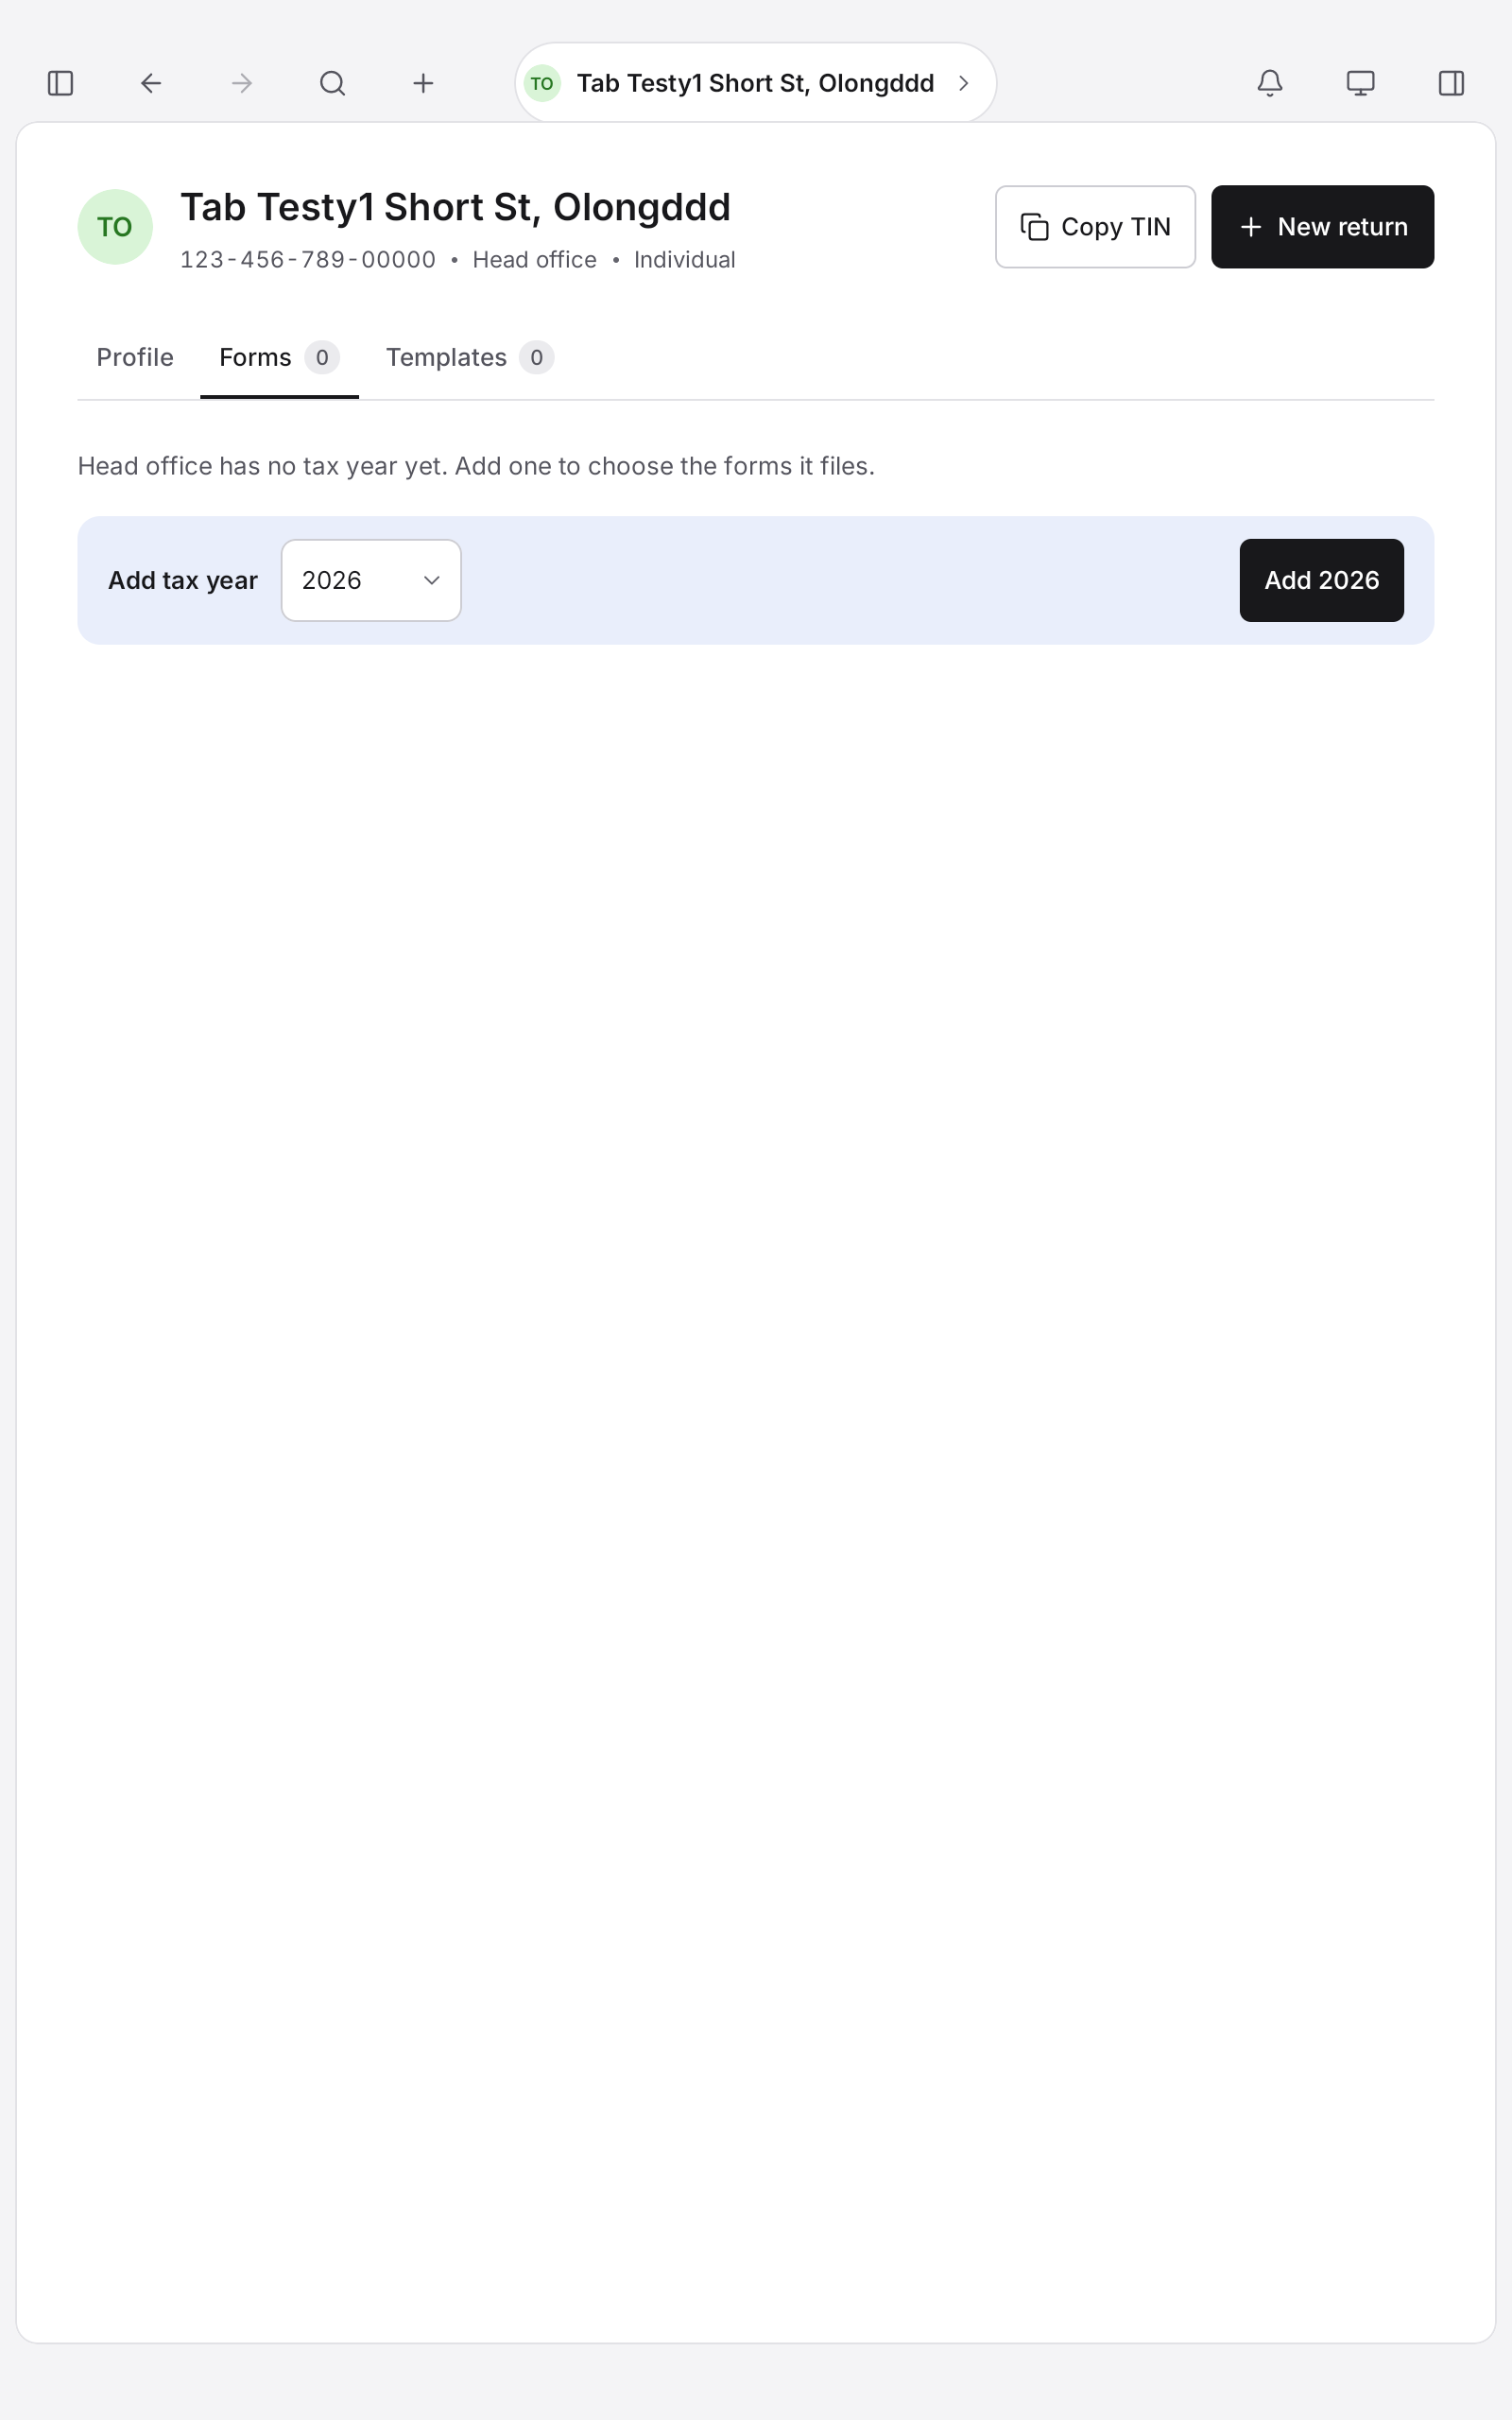 TO Tab Testy1 Short St, Olongddd
TO
Tab Testy1 Short St, Olongddd
123-456-789-00000 • Head office • Individual
Copy TIN
New return
Profile Forms 0 Templates 0
Head office has no tax year yet. Add one to choose the forms it files.
Add tax year 2026 Add 2026